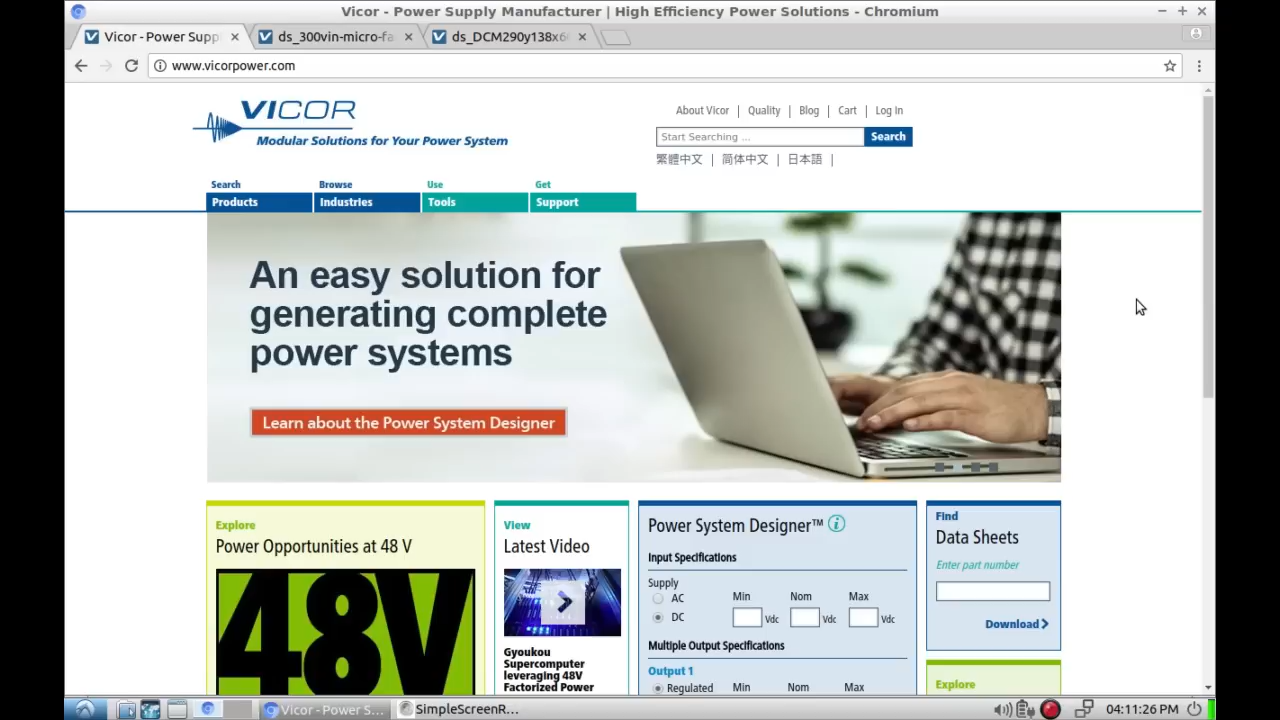 Vicor - Power Supply Manufacturer | High Efficiency Power Solutions - Chromium
Vicor - Power Supp
ds_300vin-micro-fa
ds_DCM290y138x6
www.vicorpower.com
VICOR
Modular Solutions for Your Power System
About Vicor | Quality | Blog | Cart | Log In
Start Searching ...
Search
繁體中文 | 简体中文 | 日本語 |
Search
Products
Browse
Industries
Use
Tools
Get
Support
An easy solution for
generating complete
power systems
Learn about the Power System Designer
Explore
Power Opportunities at 48 V
48V
View
Latest Video
Gyoukou
Supercomputer
leveraging 48V
Factorized Power
Power System Designer™ i
Input Specifications
Supply
AC
DC
Min
Nom
Max
Vdc
Vdc
Vdc
Multiple Output Specifications
Output 1
Regulated
Min
Nom
Max
Find
Data Sheets
Enter part number
Download
Explore
Vicor - Power S...
SimpleScreenR...
04:11:26 PM